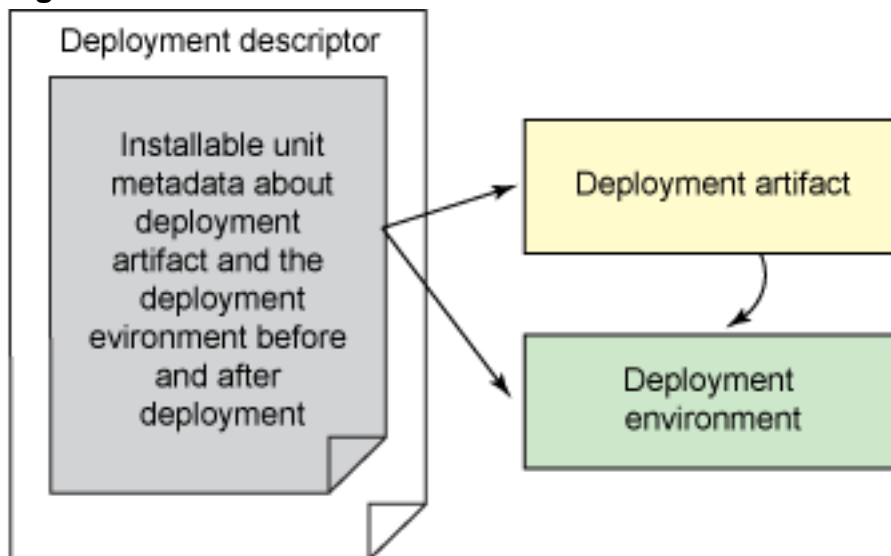 Deployment descriptor
Installable unit
metadata about
deployment
artifact and the
deployment
evironment before
and after
deployment
Deployment artifact
Deployment
environment